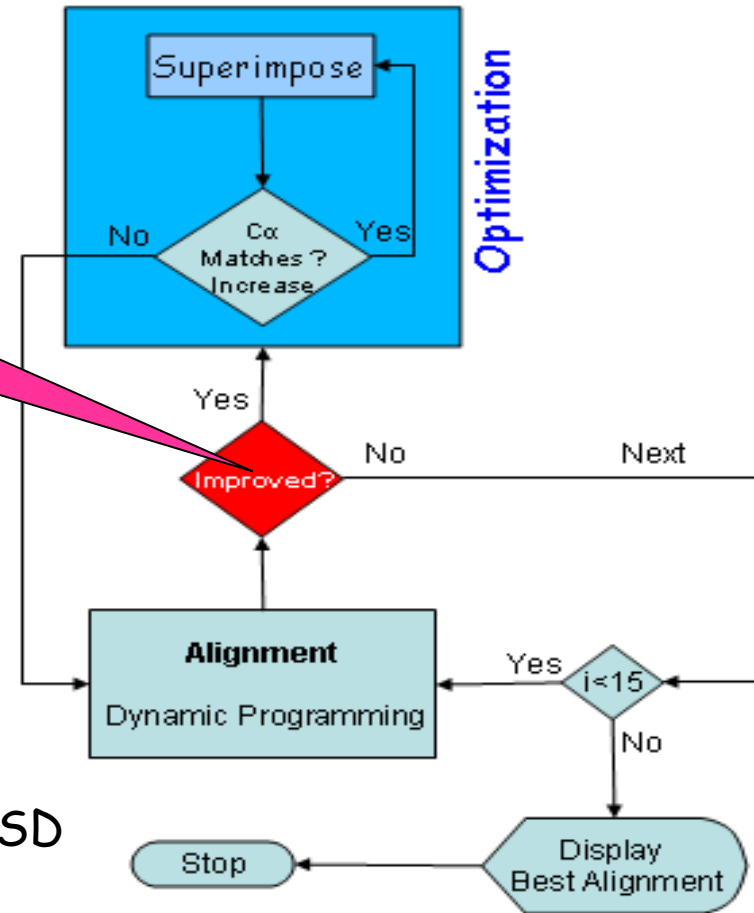 Superimpose
Optimization
No
Cα
Matches ?
Increase
Yes
Yes
Improved?
No
Next
Alignment
Dynamic Programming
Yes
i<15
No
SD
Stop
Display
Best Alignment